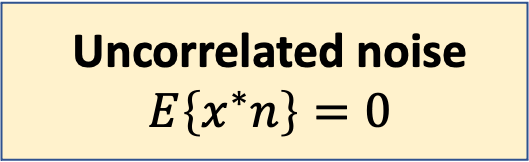 Uncorrelated noise
E{x*n} = 0